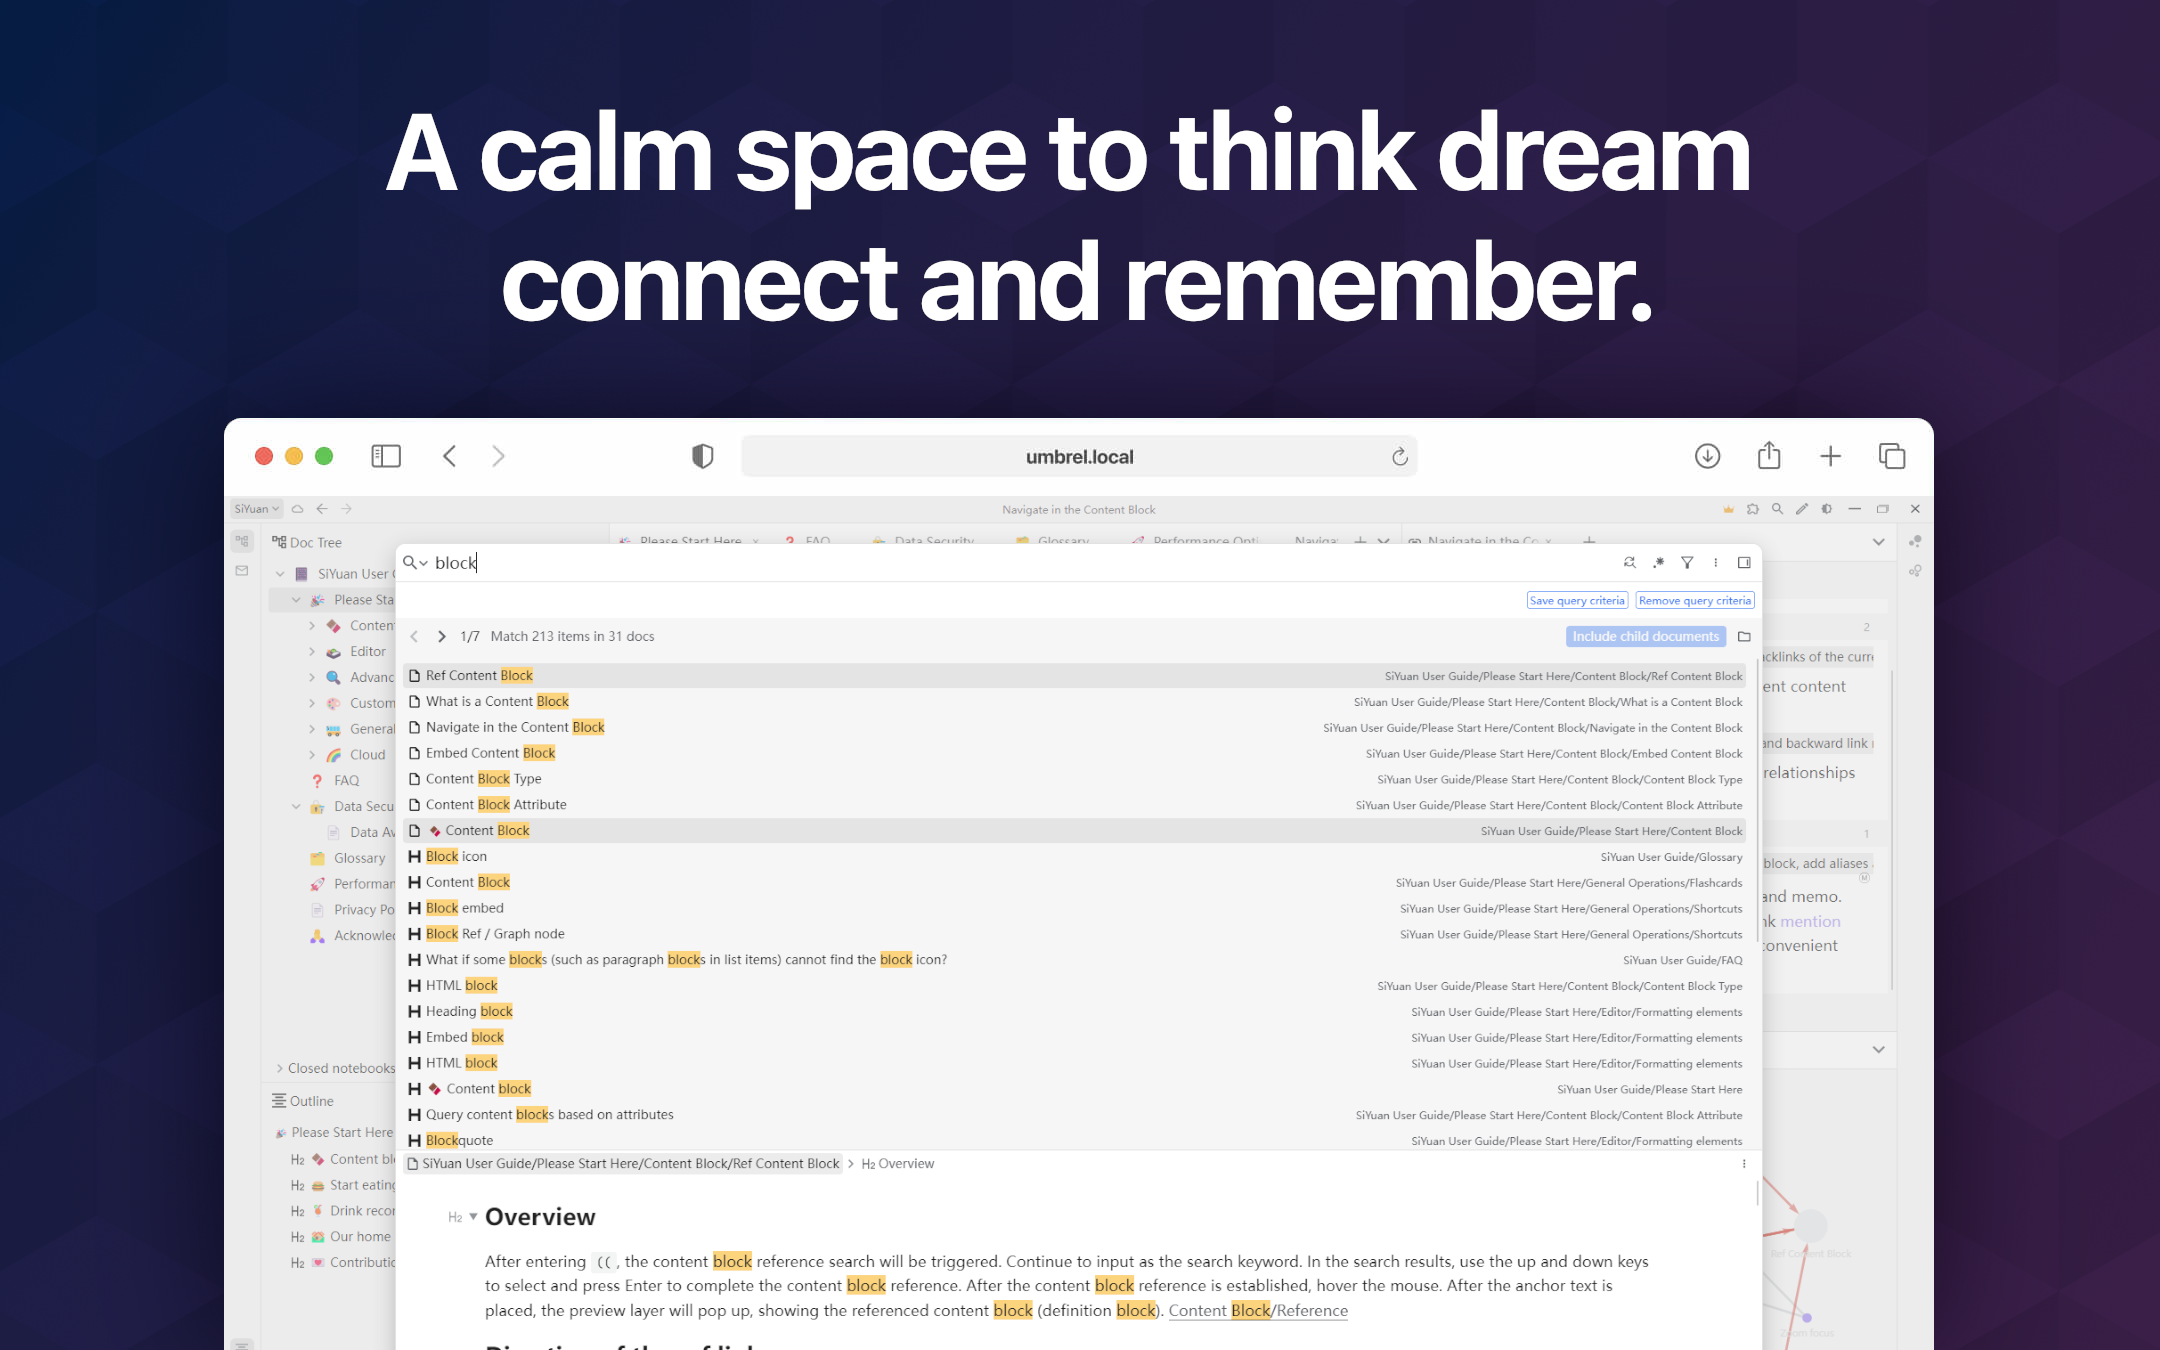 A calm space to think dream
connect and remember.
umbrel.local
SiYuan
Navigate in the Content Block
Doc Tree
Please Start Here
FAQ
Data Security
Glossary
Performance Opti
Naviga
Navigate in the Co
block
SiYuan User
Please Sta
Conten
Editor
Advanc
Custom
General
Cloud
FAQ
Data Secu
Data Av
Glossary
Performan
Privacy Po
Acknowle
Closed notebooks
Outline
Please Start Here
H2 Content bl
H2 Start eating
H2 Drink recor
H2 Our home
H2 Contributio
Save query criteria
Remove query criteria
1/7 Match 213 items in 31 docs
Include child documents
Ref Content Block SiYuan User Guide/Please Start Here/Content Block/Ref Content Block
What is a Content Block SiYuan User Guide/Please Start Here/Content Block/What is a Content Block
Navigate in the Content Block SiYuan User Guide/Please Start Here/Content Block/Navigate in the Content Block
Embed Content Block SiYuan User Guide/Please Start Here/Content Block/Embed Content Block
Content Block Type SiYuan User Guide/Please Start Here/Content Block/Content Block Type
Content Block Attribute SiYuan User Guide/Please Start Here/Content Block/Content Block Attribute
Content Block SiYuan User Guide/Please Start Here/Content Block
H Block icon SiYuan User Guide/Glossary
H Content Block SiYuan User Guide/Please Start Here/General Operations/Flashcards
H Block embed SiYuan User Guide/Please Start Here/General Operations/Shortcuts
H Block Ref / Graph node SiYuan User Guide/Please Start Here/General Operations/Shortcuts
H What if some blocks (such as paragraph blocks in list items) cannot find the block icon? SiYuan User Guide/FAQ
H HTML block SiYuan User Guide/Please Start Here/Content Block/Content Block Type
H Heading block SiYuan User Guide/Please Start Here/Editor/Formatting elements
H Embed block SiYuan User Guide/Please Start Here/Editor/Formatting elements
H HTML block SiYuan User Guide/Please Start Here/Editor/Formatting elements
H Content block SiYuan User Guide/Please Start Here
H Query content blocks based on attributes SiYuan User Guide/Please Start Here/Content Block/Content Block Attribute
H Blockquote SiYuan User Guide/Please Start Here/Editor/Formatting elements
SiYuan User Guide/Please Start Here/Content Block/Ref Content Block > H2 Overview
H2 Overview
After entering ((, the content block reference search will be triggered. Continue to input as the search keyword. In the search results, use the up and down keys
to select and press Enter to complete the content block reference. After the content block reference is established, hover the mouse. After the anchor text is
placed, the preview layer will pop up, showing the referenced content block (definition block). Content Block/Reference
2
cklinks of the curre
ent content
and backward link
relationships
1
block, add aliases
M
and memo.
nk mention
convenient
Ref Content Block
Zoom focus